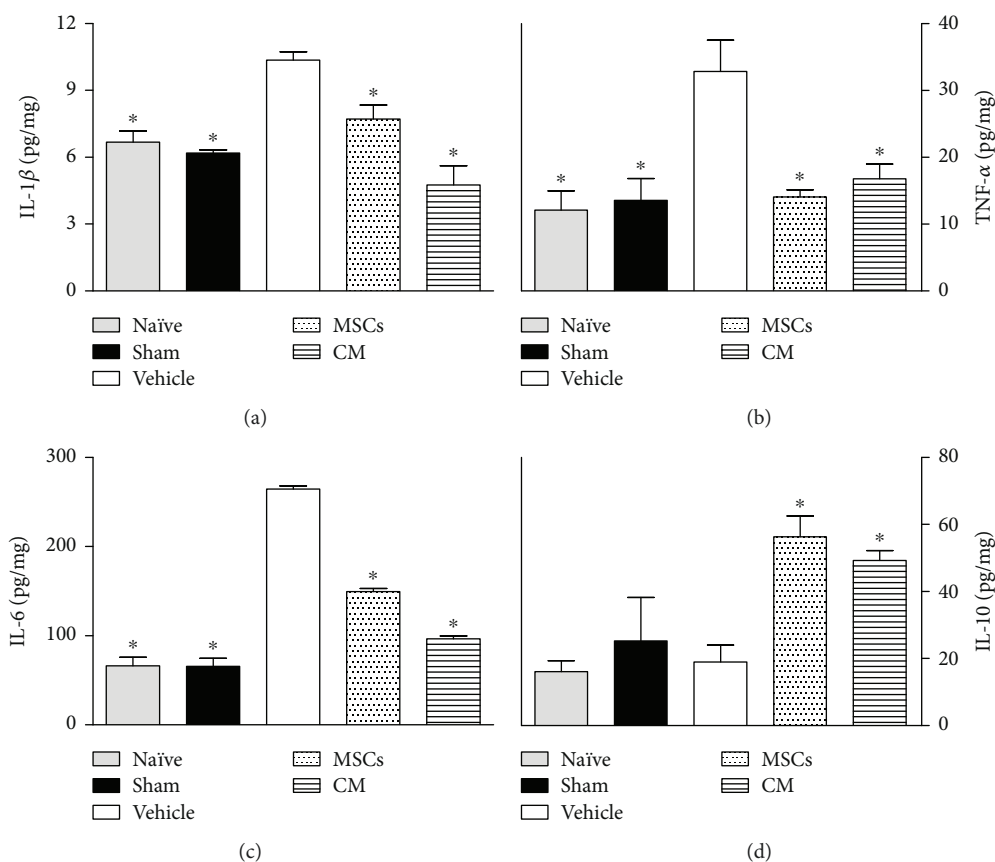 12
9
6
3
0
IL-1β (pg/mg)
*
*
*
*
Naïve
Sham
Vehicle
MSCs
CM
(a)
40
30
20
10
0
TNF-α (pg/mg)
*
*
*
*
Naïve
Sham
Vehicle
MSCs
CM
(b)
300
200
100
0
IL-6 (pg/mg)
*
*
*
*
Naïve
Sham
Vehicle
MSCs
CM
(c)
80
60
40
20
0
IL-10 (pg/mg)
*
*
Naïve
Sham
Vehicle
MSCs
CM
(d)